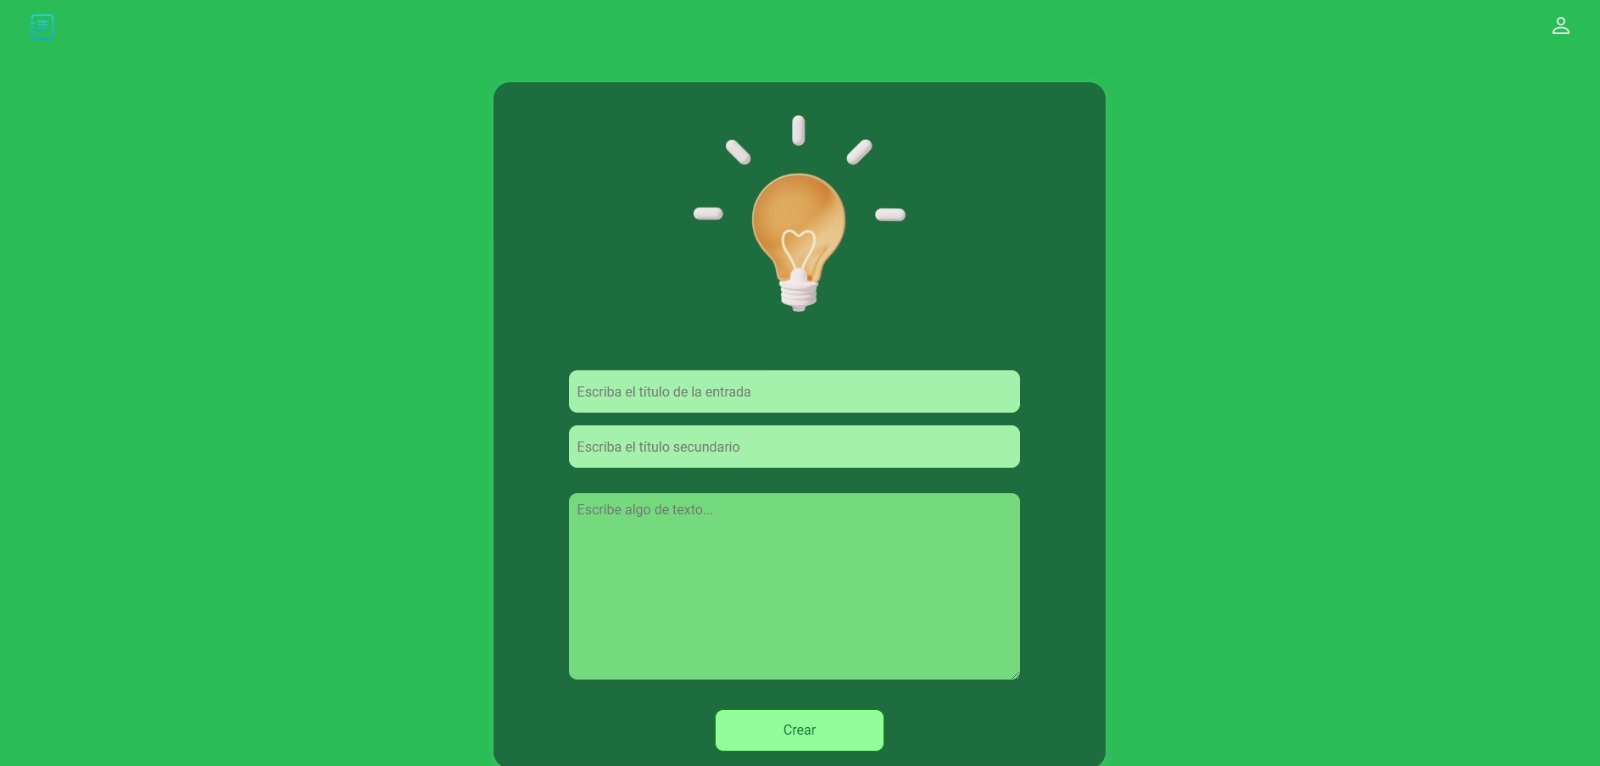 Escriba el título de la entrada
Escriba el título secundario
Escribe algo de texto...
Crear